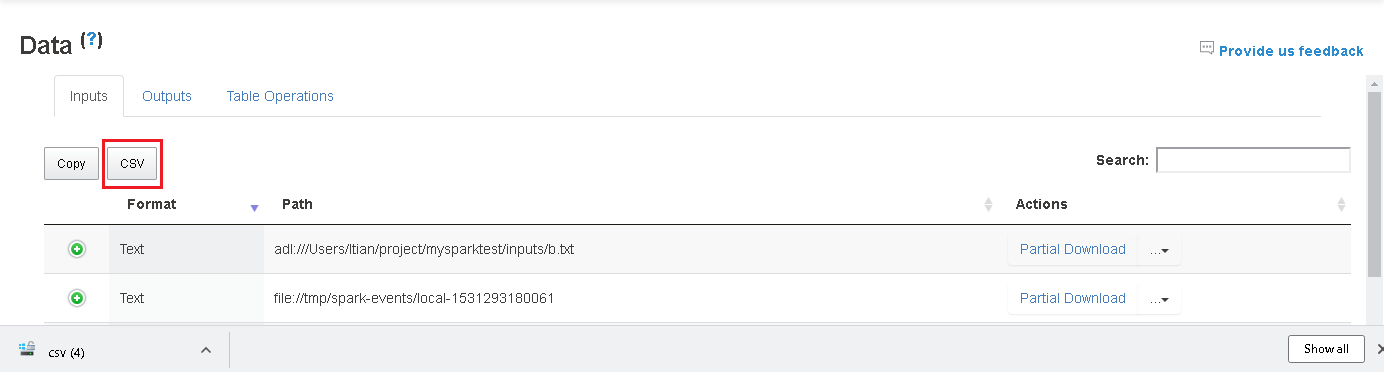 Data (?)
Provide us feedback
Inputs Outputs Table Operations
Copy CSV Search:
Format Path Actions
Text adl:///Users/ltian/project/mysparktest/inputs/b.txt Partial Download ...
Text file://tmp/spark-events/local-1531293180061 Partial Download ...
csv (4) Show all